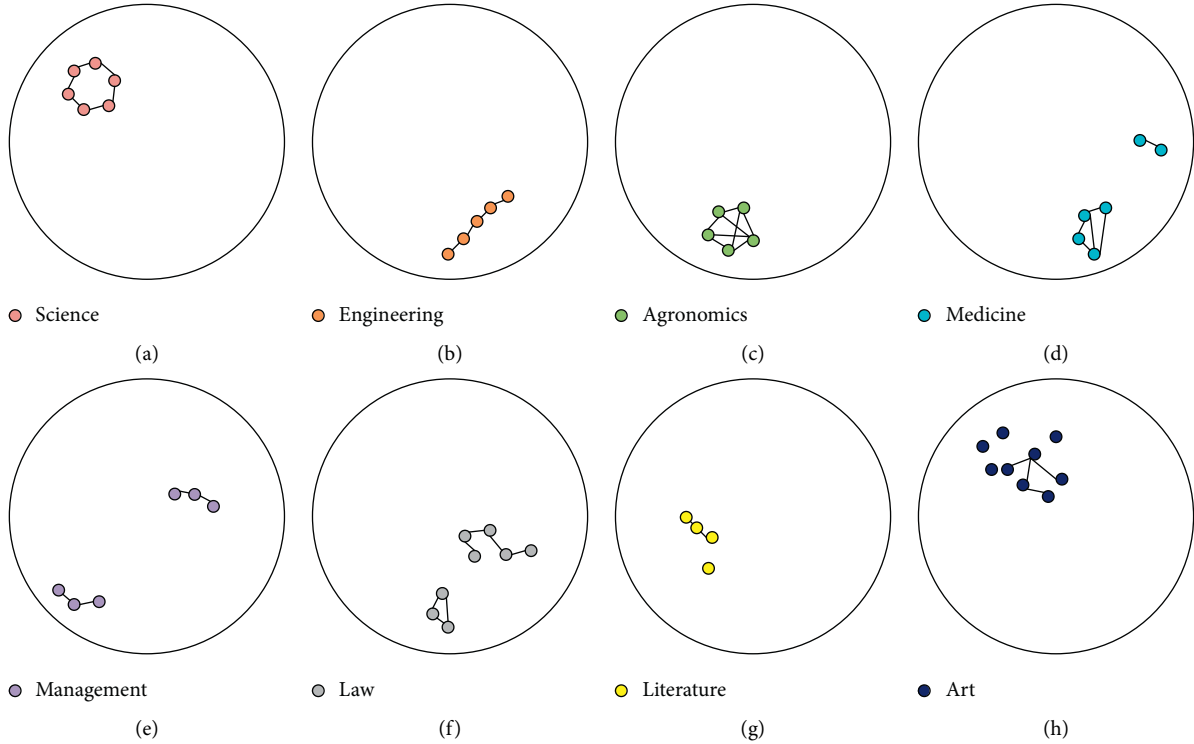 Science
Engineering
Agronomics
Medicine
(a)
(b)
(c)
(d)
Management
Law
Literature
Art
(e)
(f)
(g)
(h)